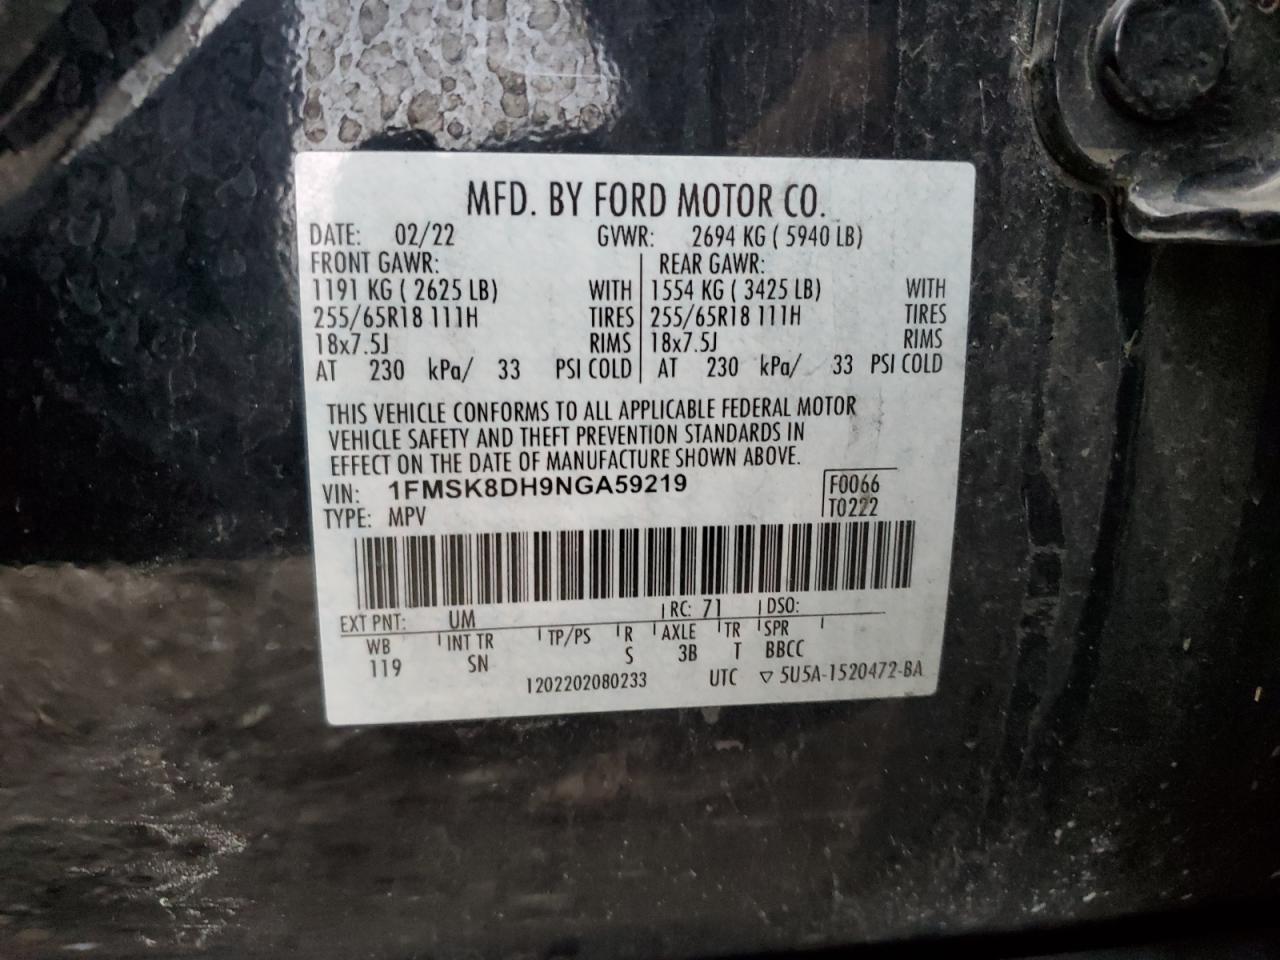 MFD. BY FORD MOTOR CO.
DATE: 02/22 GVWR: 2694 KG ( 5940 LB)
FRONT GAWR: REAR GAWR:
1191 KG ( 2625 LB) WITH 1554 KG ( 3425 LB) WITH
255/65R18 111H TIRES 255/65R18 111H TIRES
18x7.5J RIMS 18x7.5J RIMS
AT 230 kPa/ 33 PSI COLD AT 230 kPa/ 33 PSI COLD
THIS VEHICLE CONFORMS TO ALL APPLICABLE FEDERAL MOTOR
VEHICLE SAFETY AND THEFT PREVENTION STANDARDS IN
EFFECT ON THE DATE OF MANUFACTURE SHOWN ABOVE.
VIN: 1FMSK8DH9NGA59219 F0066
TYPE: MPV T0222
EXT PNT: UM RC: 71 DSO:
WB INT TR TP/PS R AXLE TR SPR
119 SN S 3B T BBCC
1202202080233 UTC ▽ 5U5A-1520472-BA